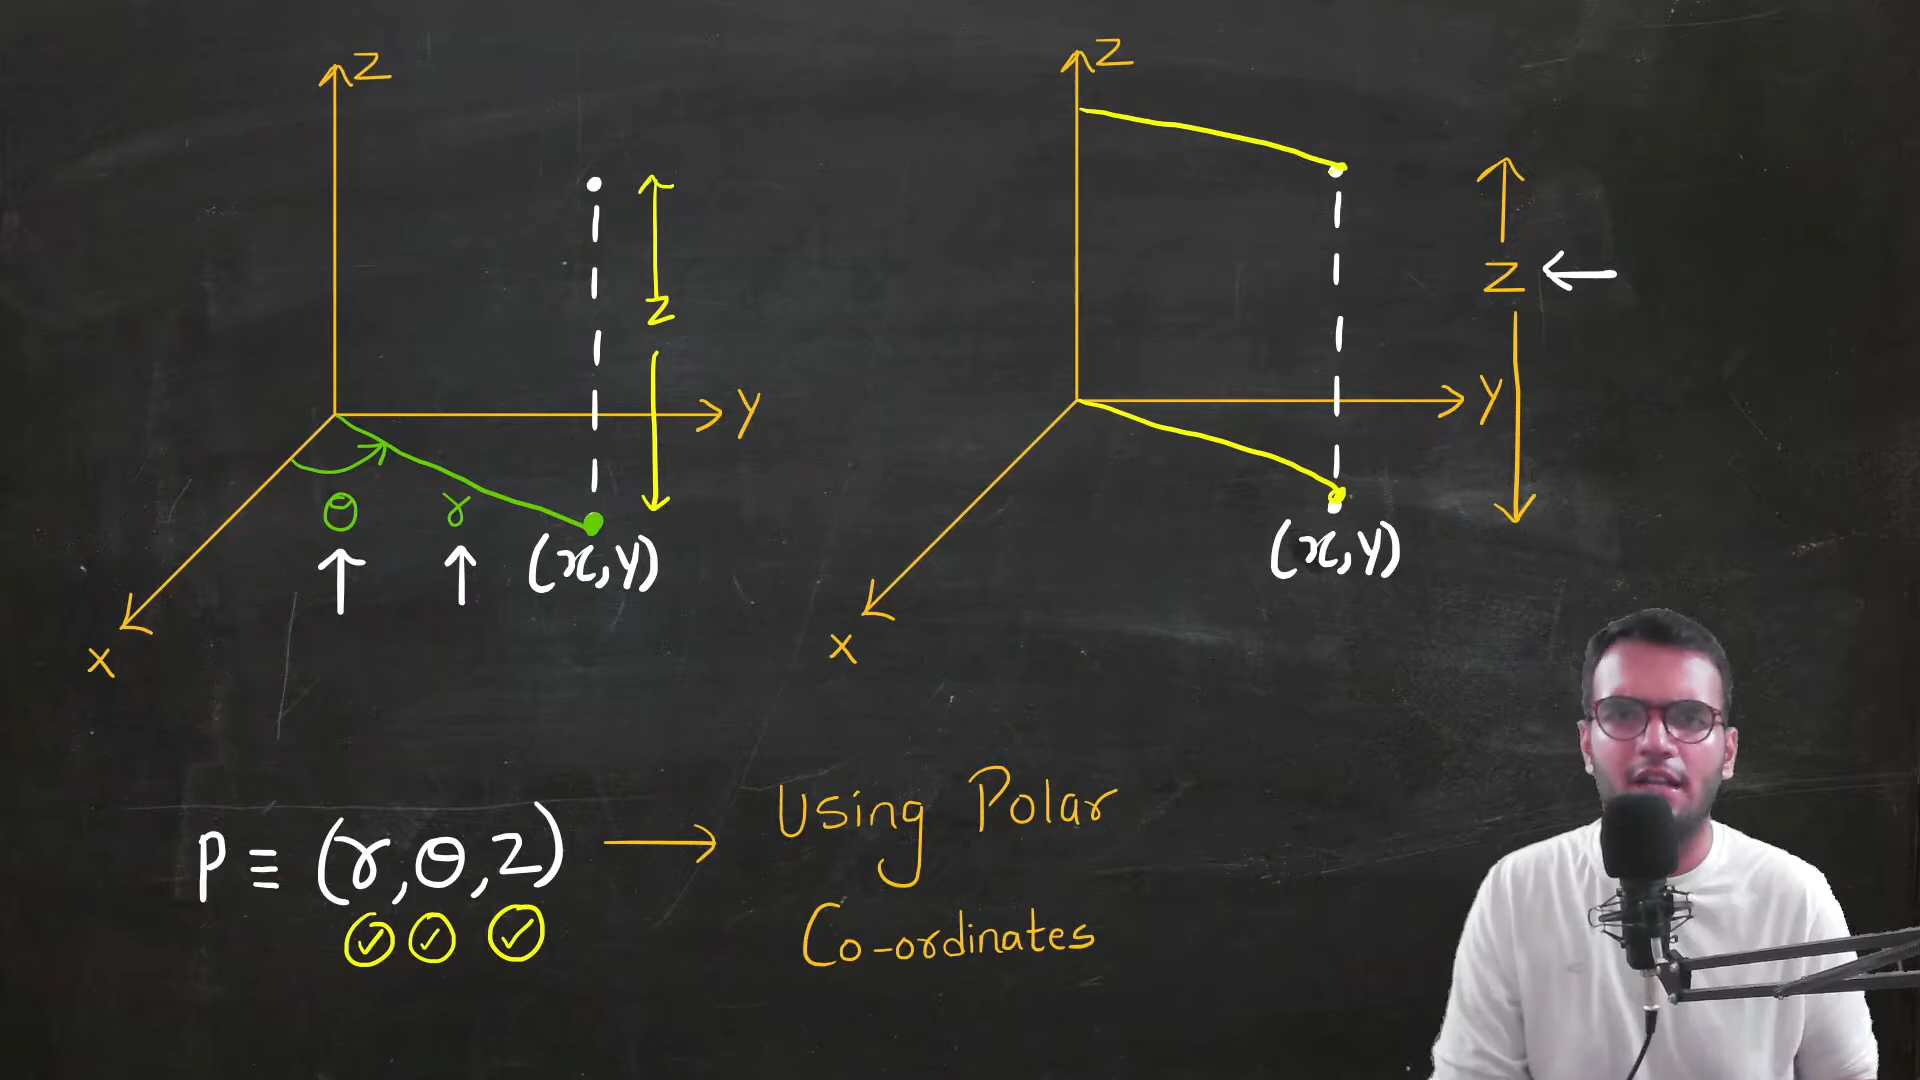 Z
Z
Z
Z
Y
Y
θ
r
(x,y)
(x,y)
X
X
P ≡ (r,θ,Z)
Using Polar
Co-ordinates